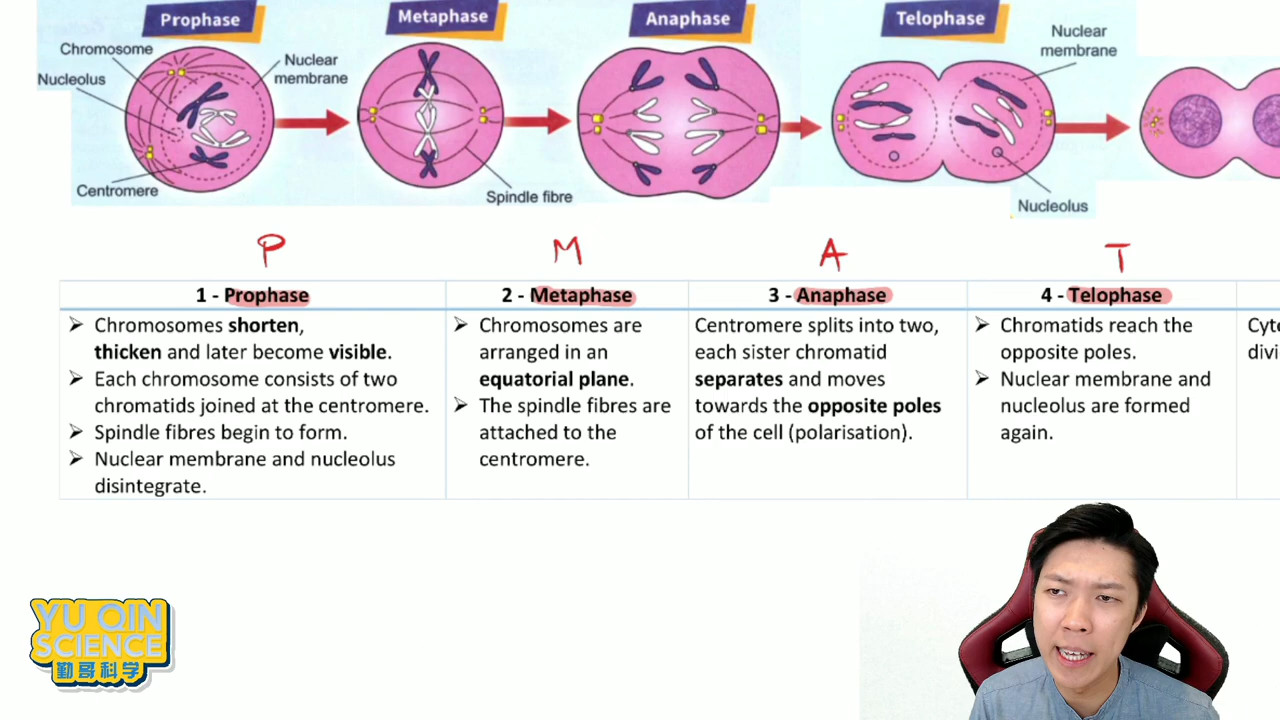 Prophase
Metaphase
Anaphase
Telophase
Chromosome
Nucleolus
Nuclear
membrane
Centromere
Spindle fibre
Nuclear
membrane
Nucleolus
P
M
A
T
1 - Prophase
➢ Chromosomes shorten,
thicken and later become visible.
➢ Each chromosome consists of two
chromatids joined at the centromere.
➢ Spindle fibres begin to form.
➢ Nuclear membrane and nucleolus
disintegrate.
2 - Metaphase
➢ Chromosomes are
arranged in an
equatorial plane.
➢ The spindle fibres are
attached to the
centromere.
3 - Anaphase
Centromere splits into two,
each sister chromatid
separates and moves
towards the opposite poles
of the cell (polarisation).
4 - Telophase
➢ Chromatids reach the
opposite poles.
➢ Nuclear membrane and
nucleolus are formed
again.
YU QIN
SCIENCE
勤哥科学